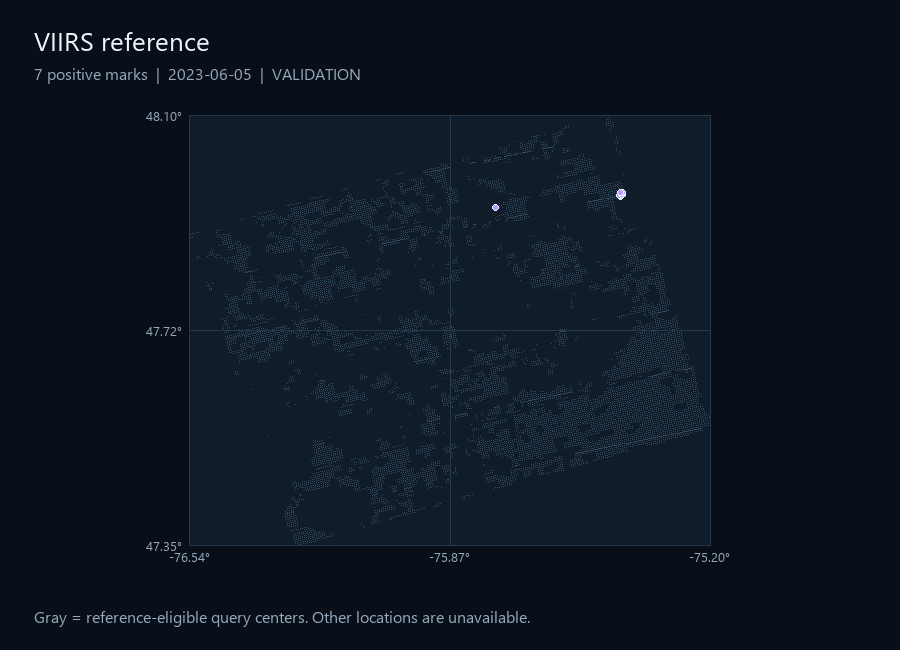 VIIRS reference
7 positive marks | 2023-06-05 | VALIDATION
48.10°
47.72°
47.35°
-76.54°
-75.87°
-75.20°
Gray = reference-eligible query centers. Other locations are unavailable.